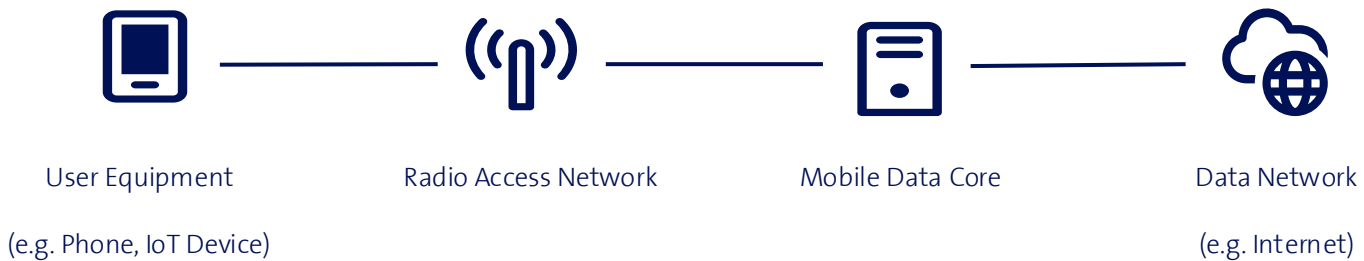 User Equipment
(e.g. Phone, IoT Device)
Radio Access Network
Mobile Data Core
Data Network
(e.g. Internet)